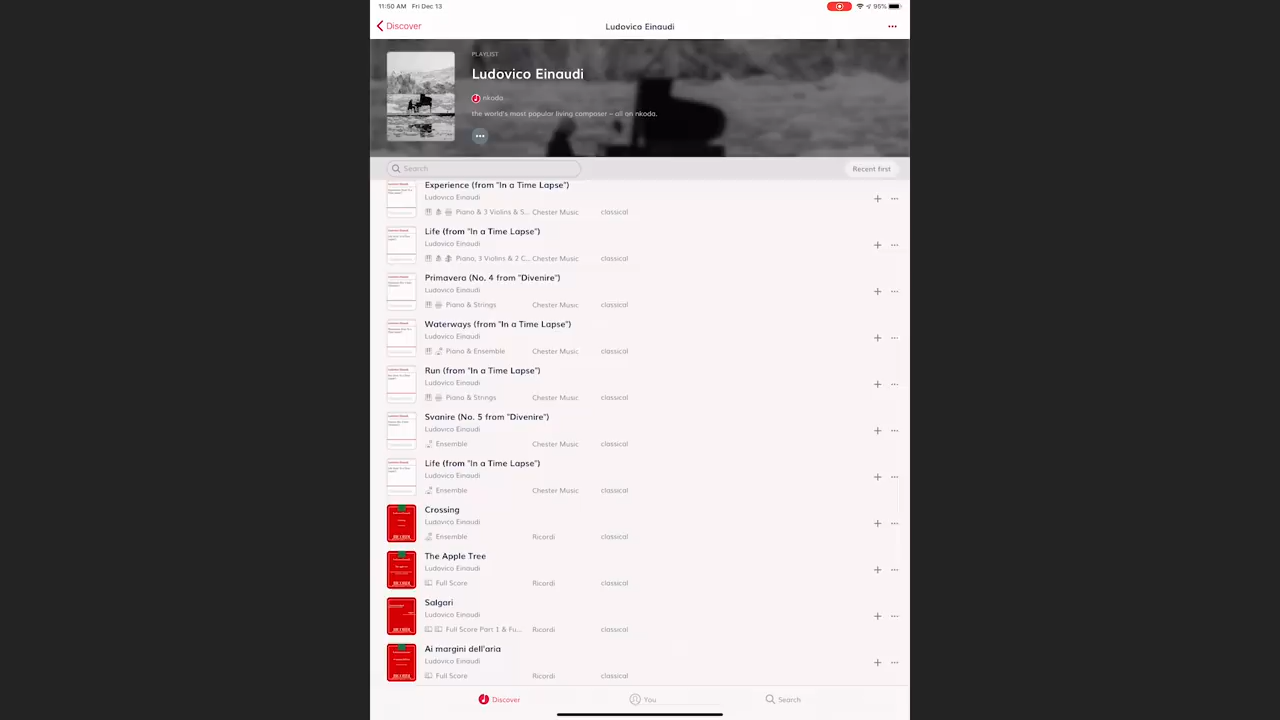 11:50 AM Fri Dec 13 95%
Discover Ludovico Einaudi
PLAYLIST
Ludovico Einaudi
nkoda
the world's most popular living composer – all on nkoda.
Search Recent first
Experience (from "In a Time Lapse")
Ludovico Einaudi
Piano & 3 Violins & S... Chester Music classical
Life (from "In a Time Lapse")
Ludovico Einaudi
Piano, 3 Violins & 2 C... Chester Music classical
Primavera (No. 4 from "Divenire")
Ludovico Einaudi
Piano & Strings Chester Music classical
Waterways (from "In a Time Lapse")
Ludovico Einaudi
Piano & Ensemble Chester Music classical
Run (from "In a Time Lapse")
Ludovico Einaudi
Piano & Strings Chester Music classical
Svanire (No. 5 from "Divenire")
Ludovico Einaudi
Ensemble Chester Music classical
Life (from "In a Time Lapse")
Ludovico Einaudi
Ensemble Chester Music classical
Crossing
Ludovico Einaudi
Ensemble Ricordi classical
The Apple Tree
Ludovico Einaudi
Full Score Ricordi classical
Salgari
Ludovico Einaudi
Full Score Part 1 & Fu... Ricordi classical
Ai margini dell'aria
Ludovico Einaudi
Full Score Ricordi classical
Discover You Search